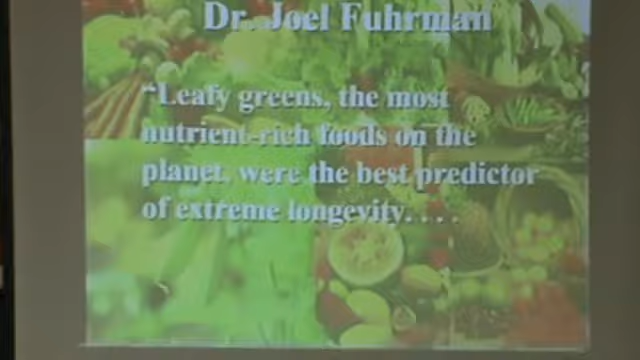 Dr. Joel Fuhrman
“Leafy greens, the most
nutrient-rich foods on the
planet, were the best predictor
of extreme longevity. . . .